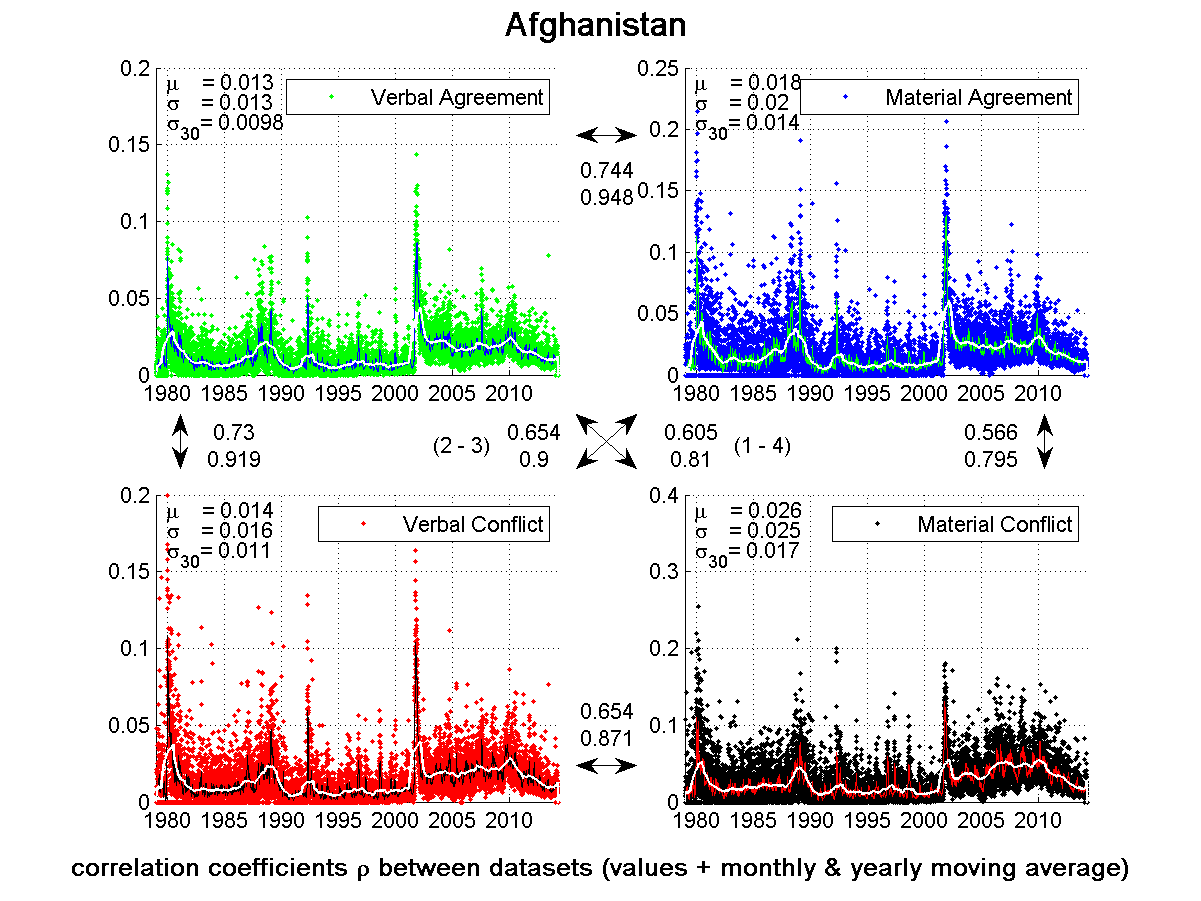 Afghanistan
0.2
0.15
0.1
0.05
0
μ = 0.013
σ = 0.013
σ30= 0.0098
Verbal Agreement
1980 1985 1990 1995 2000 2005 2010
0.744
0.948
0.25
0.2
0.15
0.1
0.05
0
μ = 0.018
σ = 0.02
σ30= 0.014
Material Agreement
1980 1985 1990 1995 2000 2005 2010
0.73
0.919
(2 - 3)
0.654
0.9
0.605
0.81
(1 - 4)
0.566
0.795
0.2
0.15
0.1
0.05
0
μ = 0.014
σ = 0.016
σ30= 0.011
Verbal Conflict
1980 1985 1990 1995 2000 2005 2010
0.654
0.871
0.4
0.3
0.2
0.1
0
μ = 0.026
σ = 0.025
σ30= 0.017
Material Conflict
1980 1985 1990 1995 2000 2005 2010
correlation coefficients ρ between datasets (values + monthly & yearly moving average)